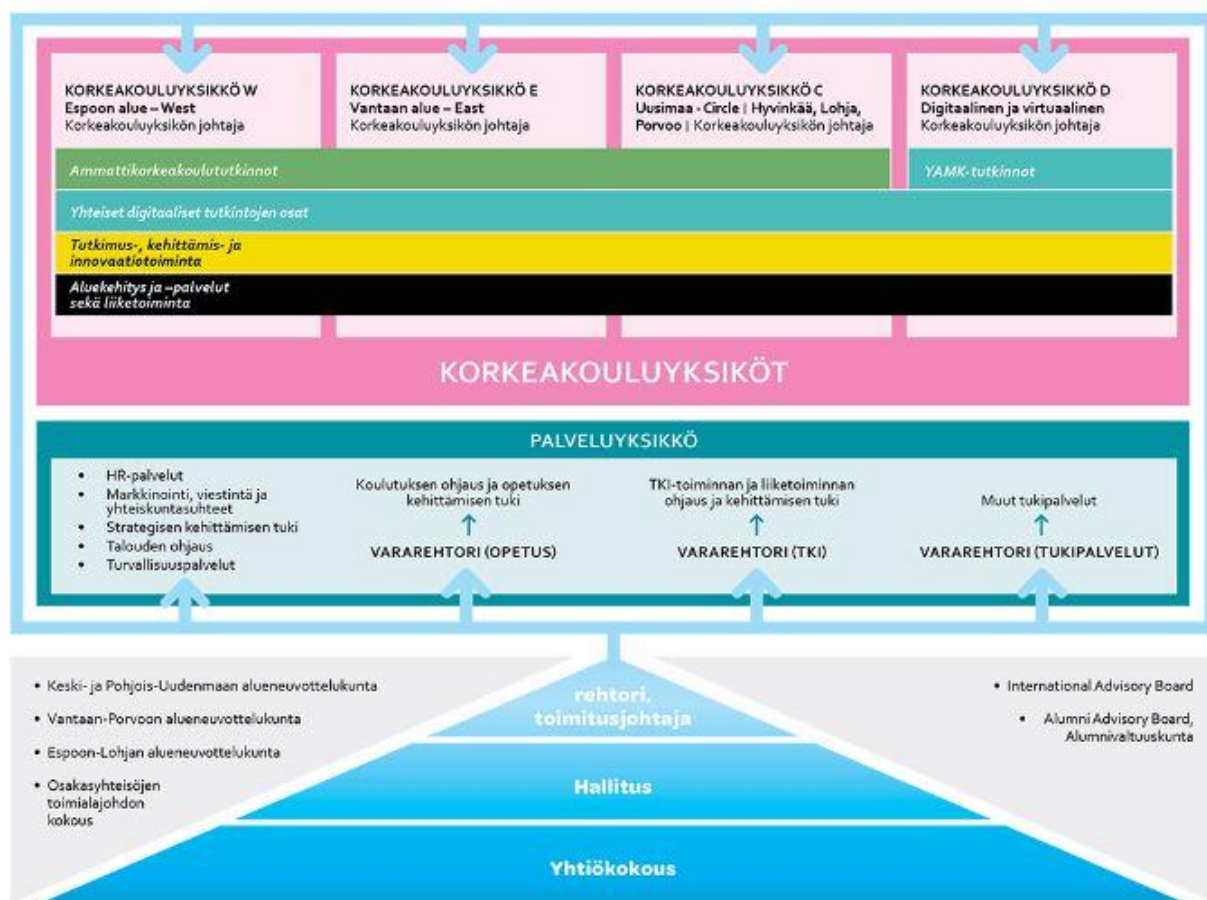 KORKEAKOULUYKSIKKÖ W
Espoon alue – West
Korkeakouluyksikön johtaja
KORKEAKOULUYKSIKKÖ E
Vantaan alue – East
Korkeakouluyksikön johtaja
KORKEAKOULUYKSIKKÖ C
Uusimaa - Circle | Hyvinkää, Lohja,
Porvoo | Korkeakouluyksikön johtaja
KORKEAKOULUYKSIKKÖ D
Digitaalinen ja virtuaalinen
Korkeakouluyksikön johtaja
Ammattikorkeakoulututkinnot
YAMK-tutkinnot
Yhteiset digitaaliset tutkintojen osat
Tutkimus-, kehittämis- ja
innovaatiotoiminta
Aluekehitys ja –palvelut
sekä liiketoiminta
KORKEAKOULUYKSIKÖT
PALVELUYKSIKKÖ
• HR-palvelut
• Markkinointi, viestintä ja
yhteiskuntasuhteet
• Strategisen kehittämisen tuki
• Talouden ohjaus
• Turvallisuuspalvelut
Koulutuksen ohjaus ja opetuksen
kehittämisen tuki
VARAREHTORI (OPETUS)
TKI-toiminnan ja liiketoiminnan
ohjaus ja kehittämisen tuki
VARAREHTORI (TKI)
Muut tukipalvelut
VARAREHTORI (TUKIPALVELUT)
• Keski- ja Pohjois-Uudenmaan alueneuvottelukunta
• Vantaan-Porvoon alueneuvottelukunta
• Espoon-Lohjan alueneuvottelukunta
• Osakasyhteisöjen
toimialajohdon
kokous
rehtori,
toimitusjohtaja
Hallitus
Yhtiökokous
• International Advisory Board
• Alumni Advisory Board,
Alumnivaltuuskunta